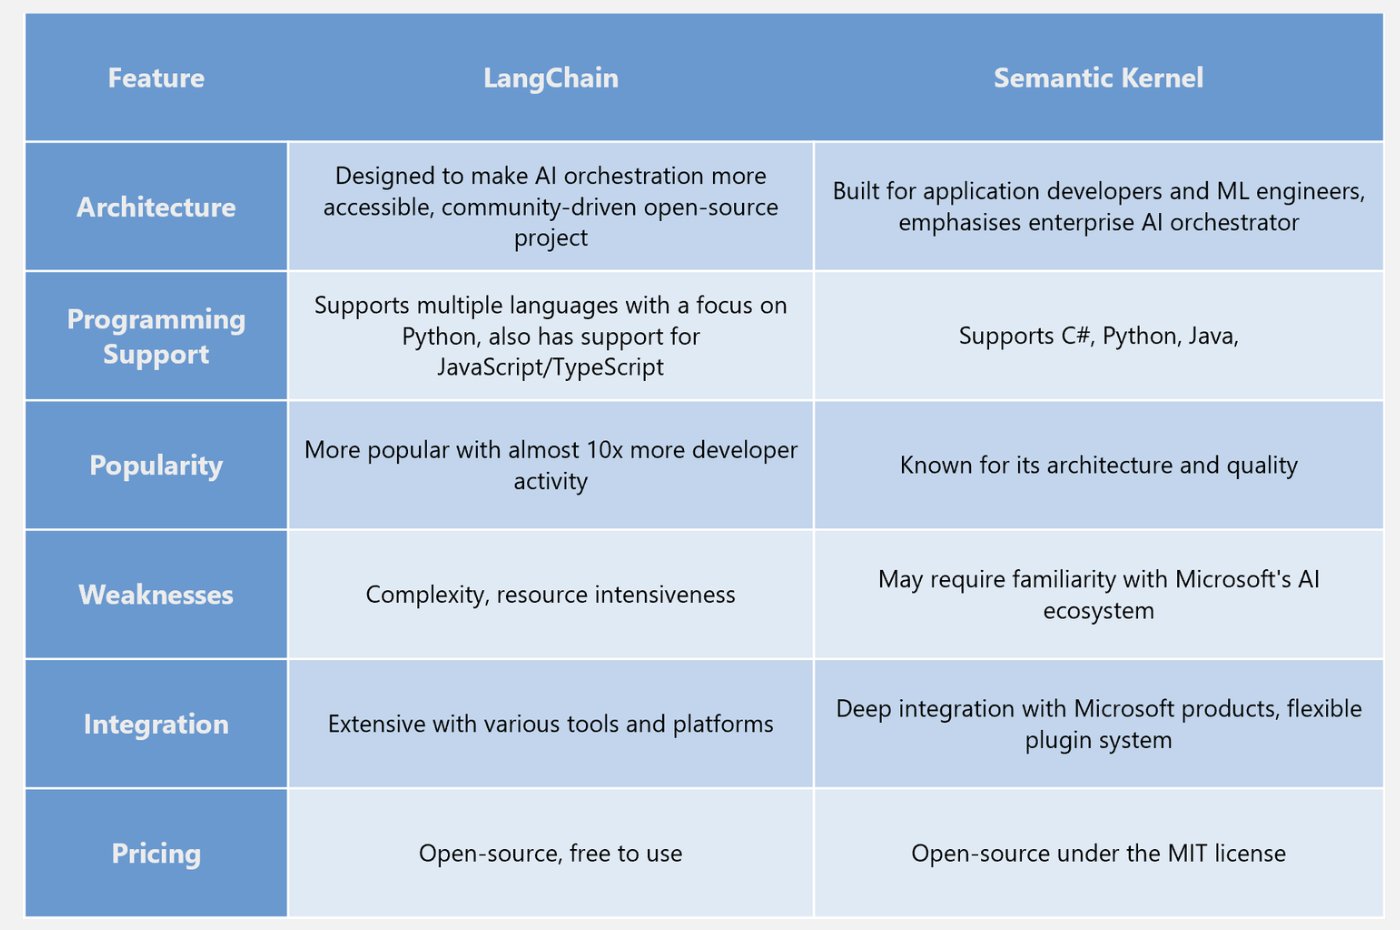 Feature
LangChain
Semantic Kernel
Architecture
Designed to make AI orchestration more
accessible, community-driven open-source
project
Built for application developers and ML engineers,
emphasises enterprise AI orchestrator
Programming
Support
Supports multiple languages with a focus on
Python, also has support for
JavaScript/TypeScript
Supports C#, Python, Java,
Popularity
More popular with almost 10x more developer
activity
Known for its architecture and quality
Weaknesses
Complexity, resource intensiveness
May require familiarity with Microsoft's AI
ecosystem
Integration
Extensive with various tools and platforms
Deep integration with Microsoft products, flexible
plugin system
Pricing
Open-source, free to use
Open-source under the MIT license